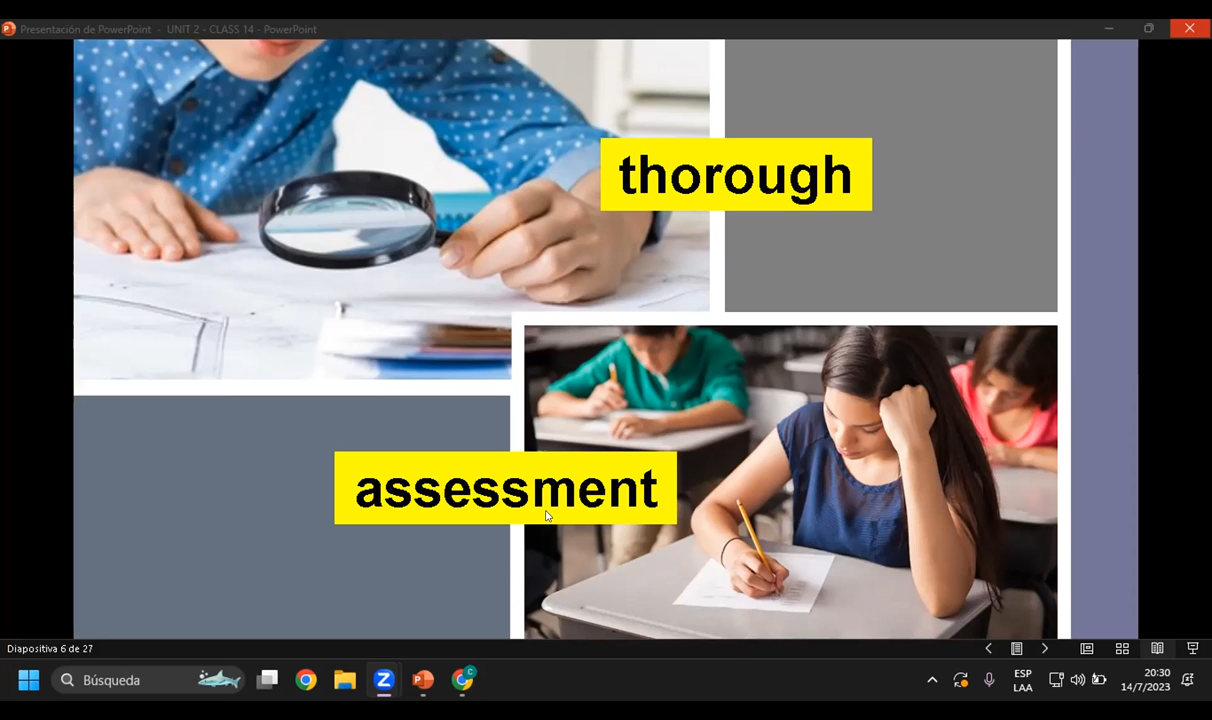 Presentación de PowerPoint - UNIT 2 - CLASS 14 - PowerPoint
thorough
assessment
Diapositiva 6 de 27
Búsqueda
ESP
LAA
20:30
14/7/2023